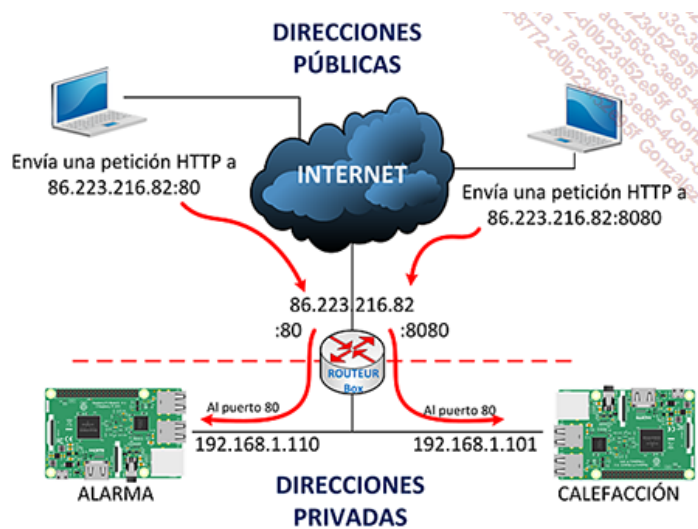 DIRECCIONES
PÚBLICAS
INTERNET
Envía una petición HTTP a
86.223.216.82:80
Envía una petición HTTP a
86.223.216.82:8080
86.223.216.82
:80
:8080
ROUTEUR
Box
Al puerto 80
Al puerto 80
192.168.1.110
192.168.1.101
ALARMA
CALEFACCIÓN
DIRECCIONES
PRIVADAS